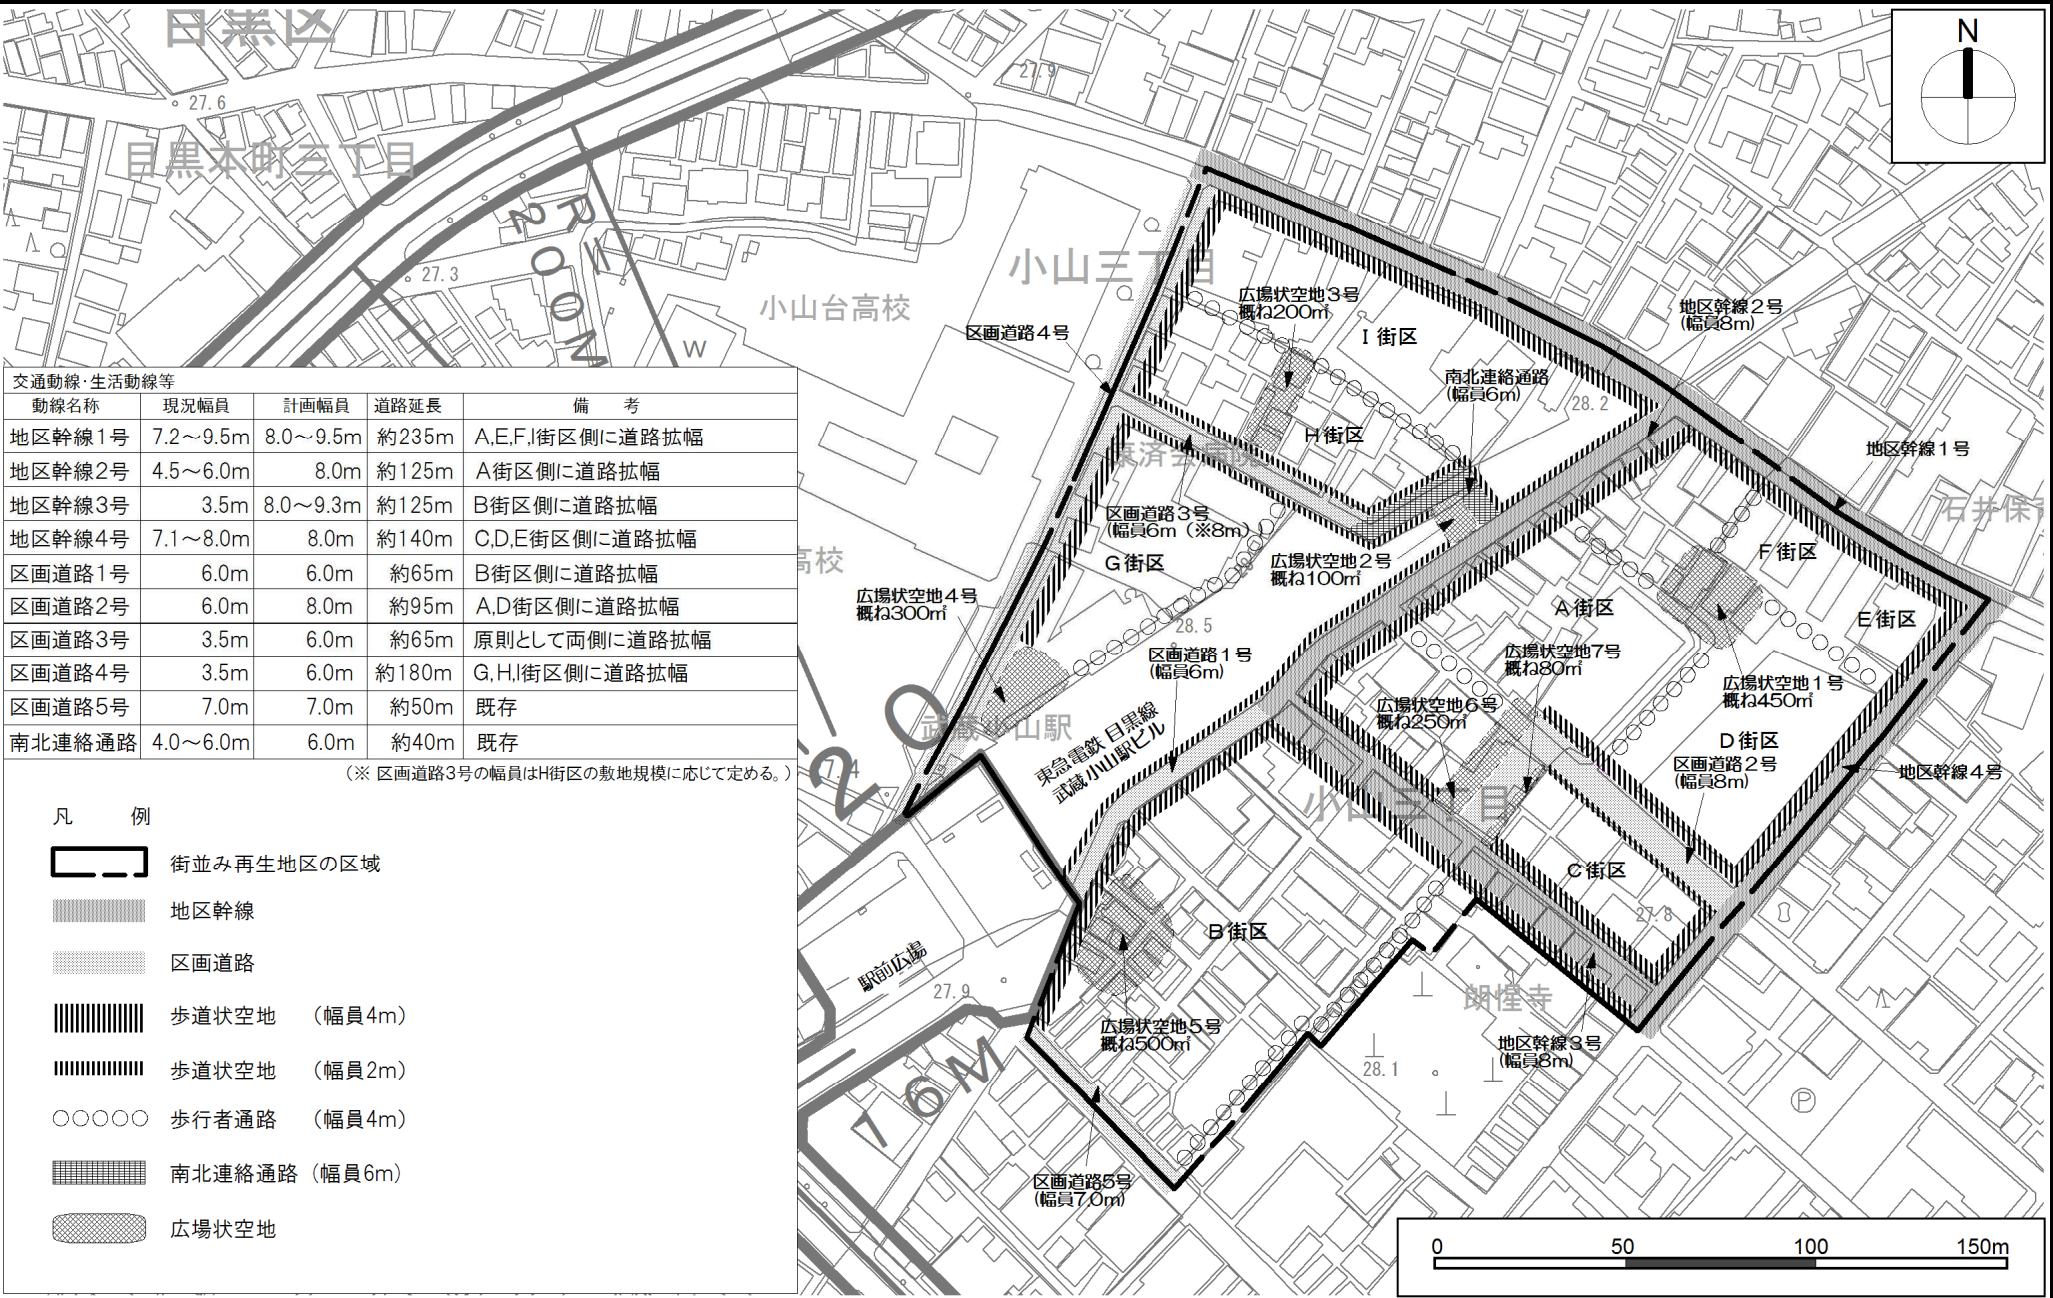 目黒区
27.6
目黒本町三丁目
27.3
R=
200M
27.9
小山三丁目
小山台高校
W
N
交通動線・生活動線等
動線名称 現況幅員 計画幅員 道路延長 備 考
地区幹線1号 7.2～9.5m 8.0～9.5m 約235m A,E,F,I街区側に道路拡幅
地区幹線2号 4.5～6.0m 8.0m 約125m A街区側に道路拡幅
地区幹線3号 3.5m 8.0～9.3m 約125m B街区側に道路拡幅
地区幹線4号 7.1～8.0m 8.0m 約140m C,D,E街区側に道路拡幅
区画道路1号 6.0m 6.0m 約65m B街区側に道路拡幅
区画道路2号 6.0m 8.0m 約95m A,D街区側に道路拡幅
区画道路3号 3.5m 6.0m 約65m 原則として両側に道路拡幅
区画道路4号 3.5m 6.0m 約180m G,H,I街区側に道路拡幅
区画道路5号 7.0m 7.0m 約50m 既存
南北連絡通路 4.0～6.0m 6.0m 約40m 既存
（※ 区画道路3号の幅員はH街区の敷地規模に応じて定める。）
凡 例
街並み再生地区の区域
地区幹線
区画道路
歩道状空地 （幅員4m）
歩道状空地 （幅員2m）
歩行者通路 （幅員4m）
南北連絡通路（幅員6m）
広場状空地
区画道路４号
広場状空地３号
概ね200㎡
Ｉ街区
地区幹線２号
(幅員8m)
南北連絡通路
(幅員6m)
28.2
Ｈ街区
地区幹線１号
石井保育
区画道路３号
(幅員6m（※8m）)
Ｇ街区
広場状空地２号
概ね100㎡
Ｆ街区
高校
広場状空地４号
概ね300㎡
28.5
Ａ街区
Ｅ街区
区画道路１号
(幅員6m)
広場状空地７号
概ね80㎡
広場状空地１号
概ね450㎡
広場状空地６号
概ね250㎡
武蔵小山駅
東急電鉄 目黒線
武蔵小山駅ビル
Ｄ街区
区画道路２号
(幅員8m)
地区幹線４号
27.4
20
小山三丁目
Ｃ街区
27.8
Ｂ街区
駅前広場
27.9
朗惺寺
広場状空地５号
概ね500㎡
地区幹線３号
(幅員8m)
28.1
16M
P
区画道路5号
(幅員7.0m)
0 50 100 150m